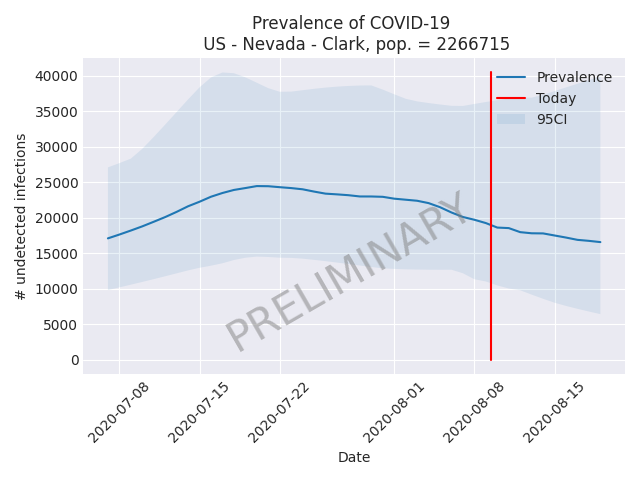 Prevalence of COVID-19
US - Nevada - Clark, pop. = 2266715
40000
35000
30000
25000
20000
15000
10000
5000
0
# undetected infections
Prevalence
Today
95CI
PRELIMINARY
2020-07-08
2020-07-15
2020-07-22
2020-08-01
2020-08-08
2020-08-15
Date